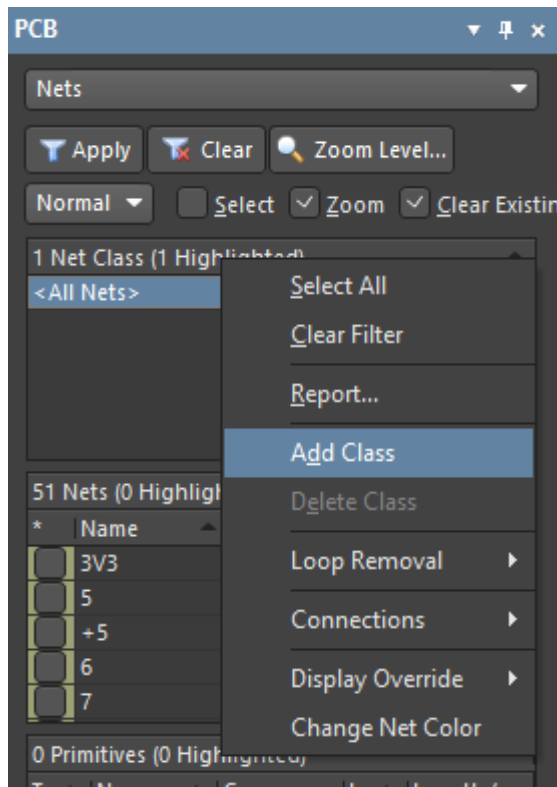 PCB
Nets
Apply Clear Zoom Level...
Normal Select Zoom Clear Existin
1 Net Class (1 Highlighted)
<All Nets>
Select All
Clear Filter
Report...
Add Class
Delete Class
Loop Removal
Connections
Display Override
Change Net Color
51 Nets (0 Highligh
* Name
3V3
5
+5
6
7
0 Primitives (0 Highlighted)